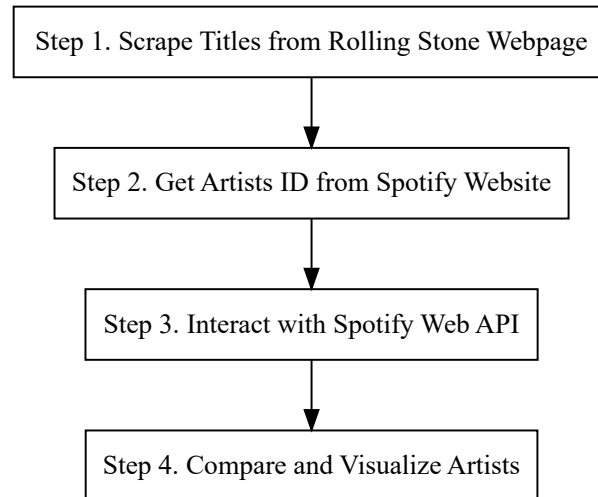 Step 1. Scrape Titles from Rolling Stone Webpage
Step 2. Get Artists ID from Spotify Website
Step 3. Interact with Spotify Web API
Step 4. Compare and Visualize Artists